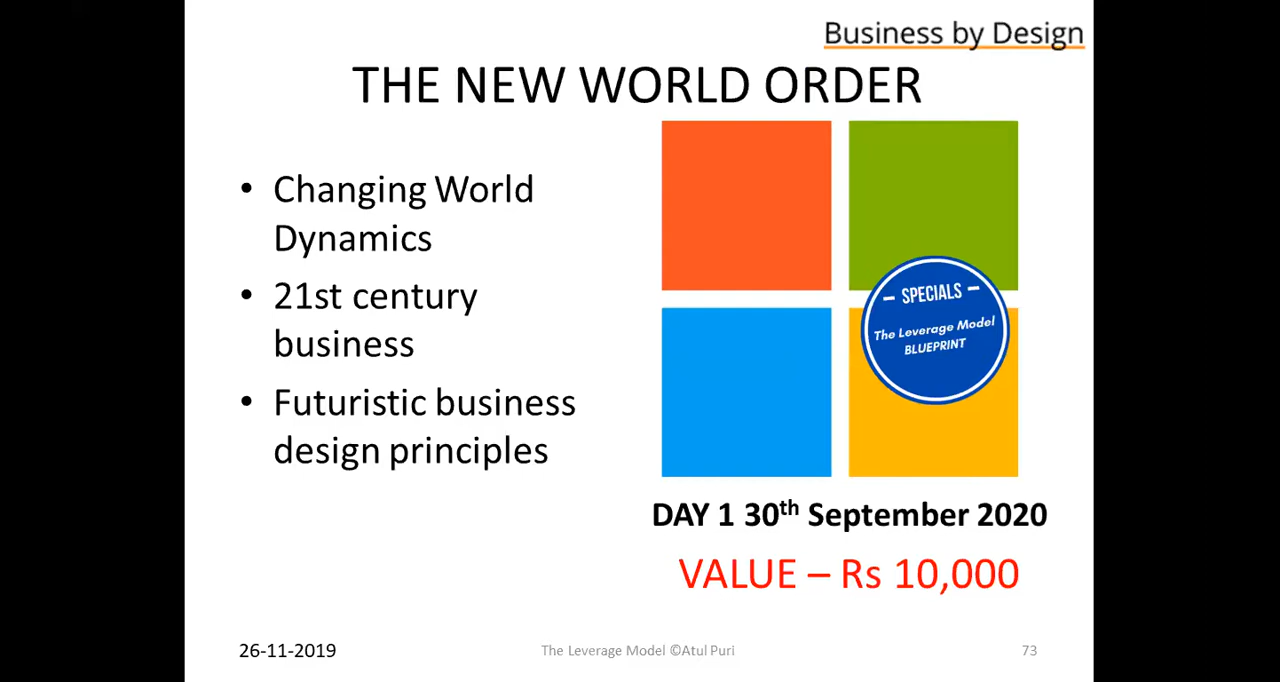 Business by Design
THE NEW WORLD ORDER
• Changing World
Dynamics
• 21st century
business
• Futuristic business
design principles
– SPECIALS –
The Leverage Model
BLUEPRINT
DAY 1 30th September 2020
VALUE – Rs 10,000
26-11-2019
The Leverage Model ©Atul Puri
73